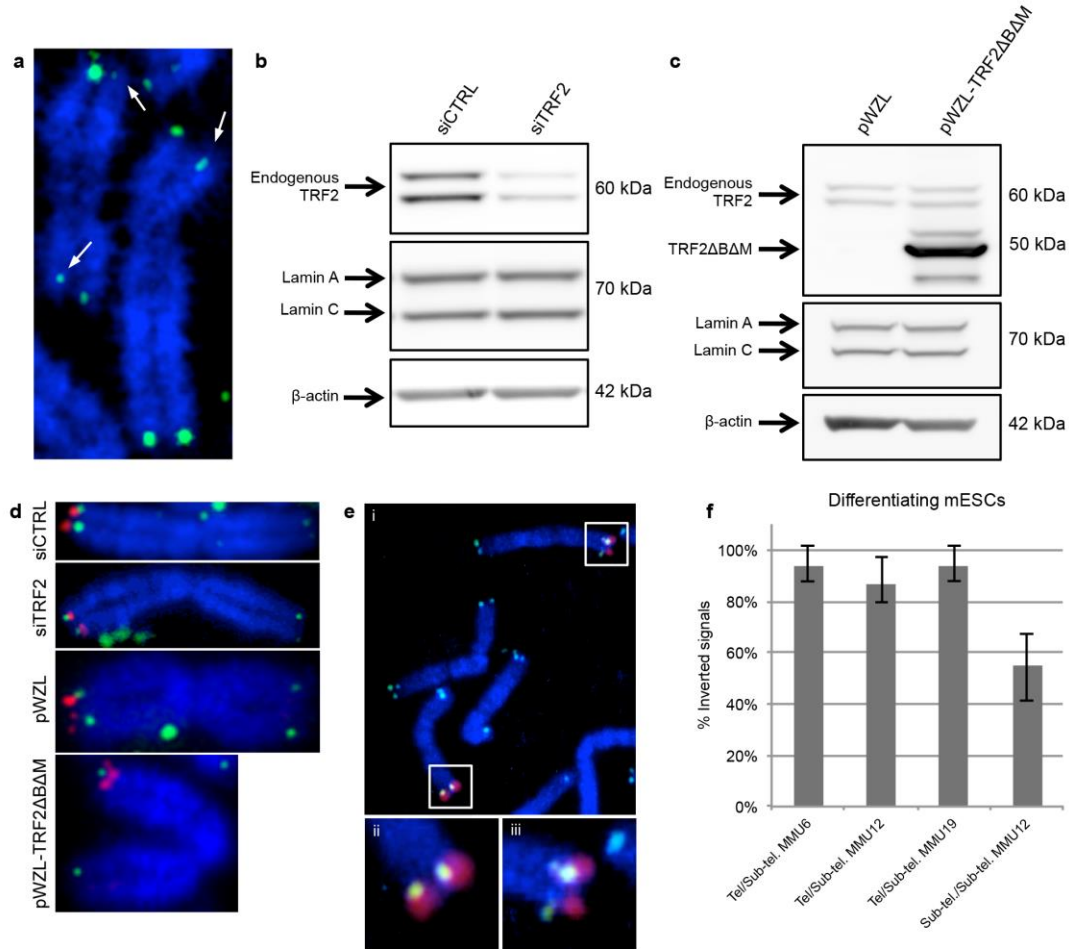 a
b
siCTRL
siTRF2
Endogenous
TRF2
60 kDa
Lamin A
70 kDa
Lamin C
β-actin
42 kDa
c
pWZL
pWZL-TRF2ΔBΔM
Endogenous
TRF2
60 kDa
TRF2ΔBΔM
50 kDa
Lamin A
70 kDa
Lamin C
β-actin
42 kDa
d
siCTRL
siTRF2
pWZL
pWZL-TRF2ΔBΔM
e
i
ii
iii
f
Differentiating mESCs
% Inverted signals
100%
80%
60%
40%
20%
0%
Tel/Sub-tel. MMU6
Tel/Sub-tel. MMU12
Tel/Sub-tel. MMU19
Sub-tel./Sub-tel. MMU12